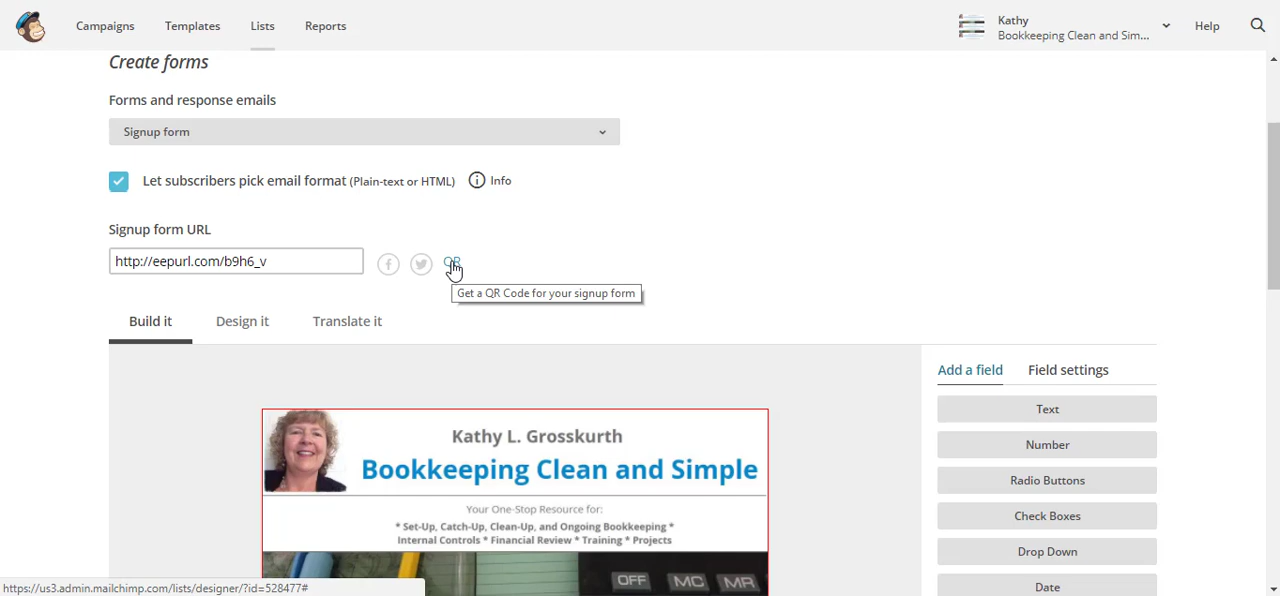 Campaigns Templates Lists Reports Kathy Help
Bookkeeping Clean and Sim...
Create forms
Forms and response emails
Signup form
Let subscribers pick email format (Plain-text or HTML) i Info
Signup form URL
http://eepurl.com/b9h6_v f QR
Get a QR Code for your signup form
Build it Design it Translate it
Add a field Field settings
Text
Number
Radio Buttons
Check Boxes
Drop Down
Date
Kathy L. Grosskurth
Bookkeeping Clean and Simple
Your One-Stop Resource for:
* Set-Up, Catch-Up, Clean-Up, and Ongoing Bookkeeping *
Internal Controls * Financial Review * Training * Projects
OFF MC MR
https://us3.admin.mailchimp.com/lists/designer/?id=528477#